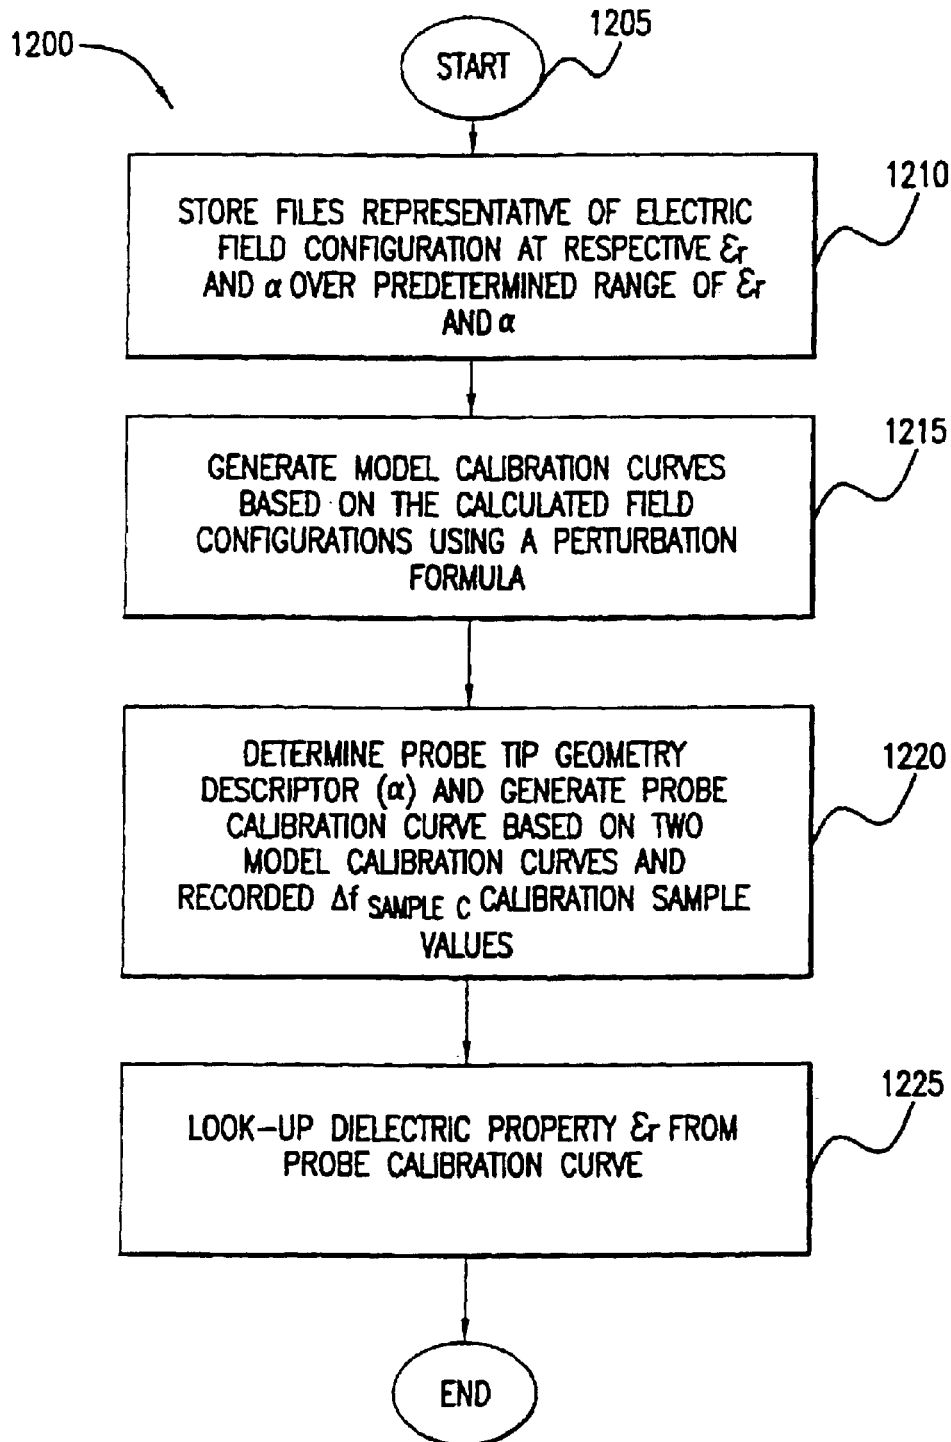 1200
1205
START
1210
STORE FILES REPRESENTATIVE OF ELECTRIC
FIELD CONFIGURATION AT RESPECTIVE Ɛr
AND α OVER PREDETERMINED RANGE OF Ɛr
AND α
1215
GENERATE MODEL CALIBRATION CURVES
BASED ON THE CALCULATED FIELD
CONFIGURATIONS USING A PERTURBATION
FORMULA
1220
DETERMINE PROBE TIP GEOMETRY
DESCRIPTOR (α) AND GENERATE PROBE
CALIBRATION CURVE BASED ON TWO
MODEL CALIBRATION CURVES AND
RECORDED Δf SAMPLE C CALIBRATION SAMPLE
VALUES
1225
LOOK-UP DIELECTRIC PROPERTY Ɛr FROM
PROBE CALIBRATION CURVE
END